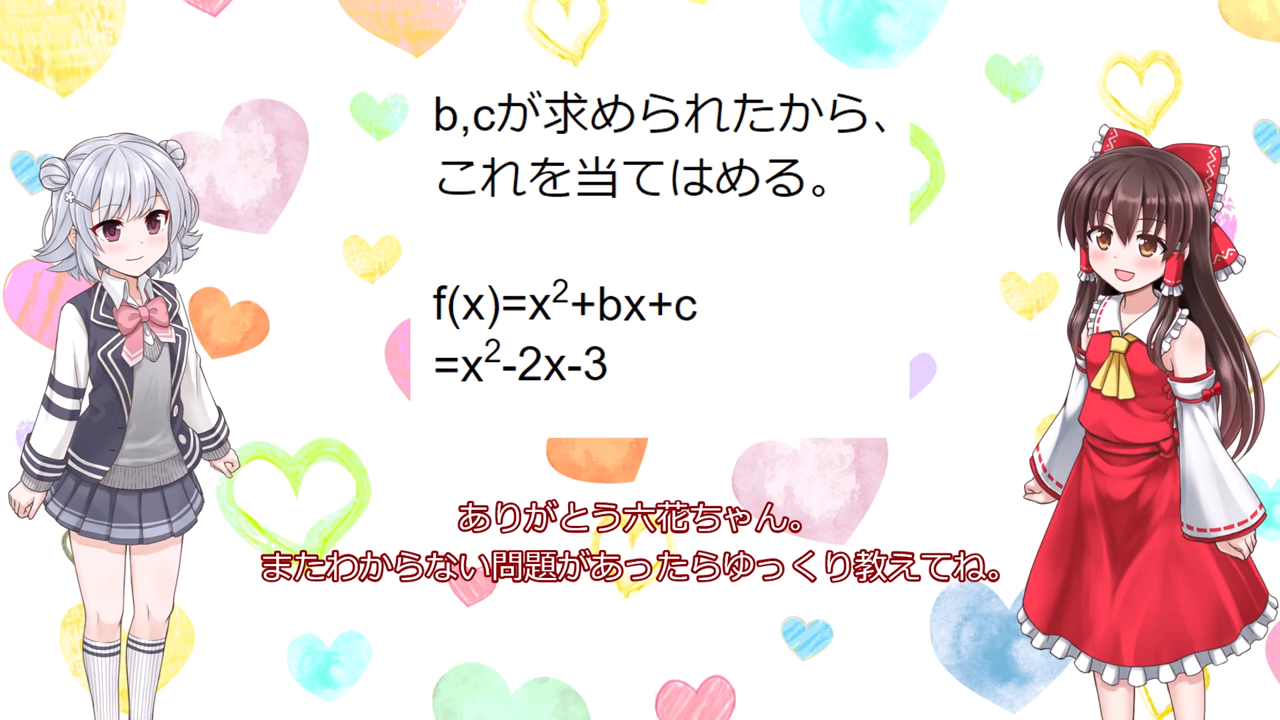 b,cが求められたから、
これを当てはめる。
f(x)=x²+bx+c
=x²-2x-3
ありがとう六花ちゃん。
またわからない問題があったらゆっくり教えてね。